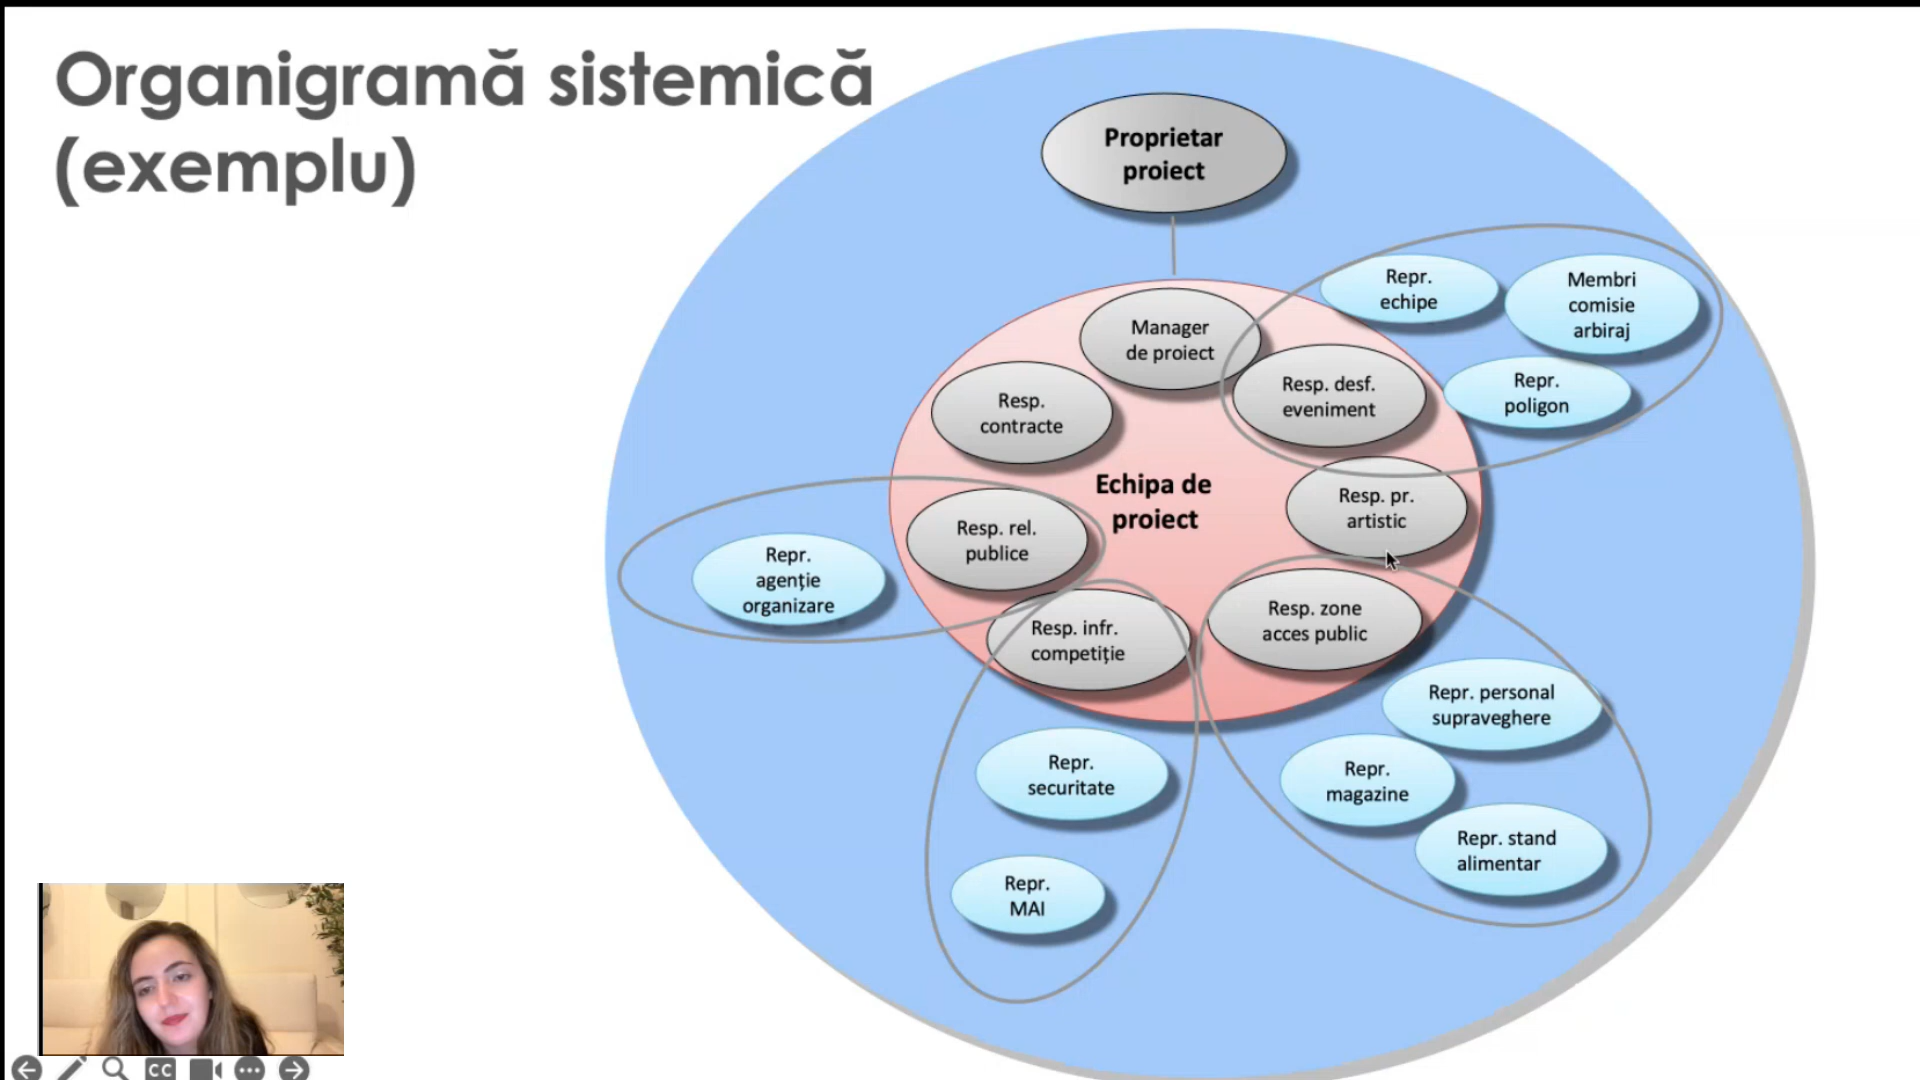 Organigramă sistemică
(exemplu)
Proprietar
proiect
Repr.
echipe
Membri
comisie
arbiraj
Manager
de proiect
Resp. desf.
eveniment
Repr.
poligon
Resp.
contracte
Echipa de
proiect
Resp. pr.
artistic
Resp. rel.
publice
Repr.
agenție
organizare
Resp. infr.
competiție
Resp. zone
acces public
Repr. personal
supraveghere
Repr.
securitate
Repr.
magazine
Repr. stand
alimentar
Repr.
MAI
CC